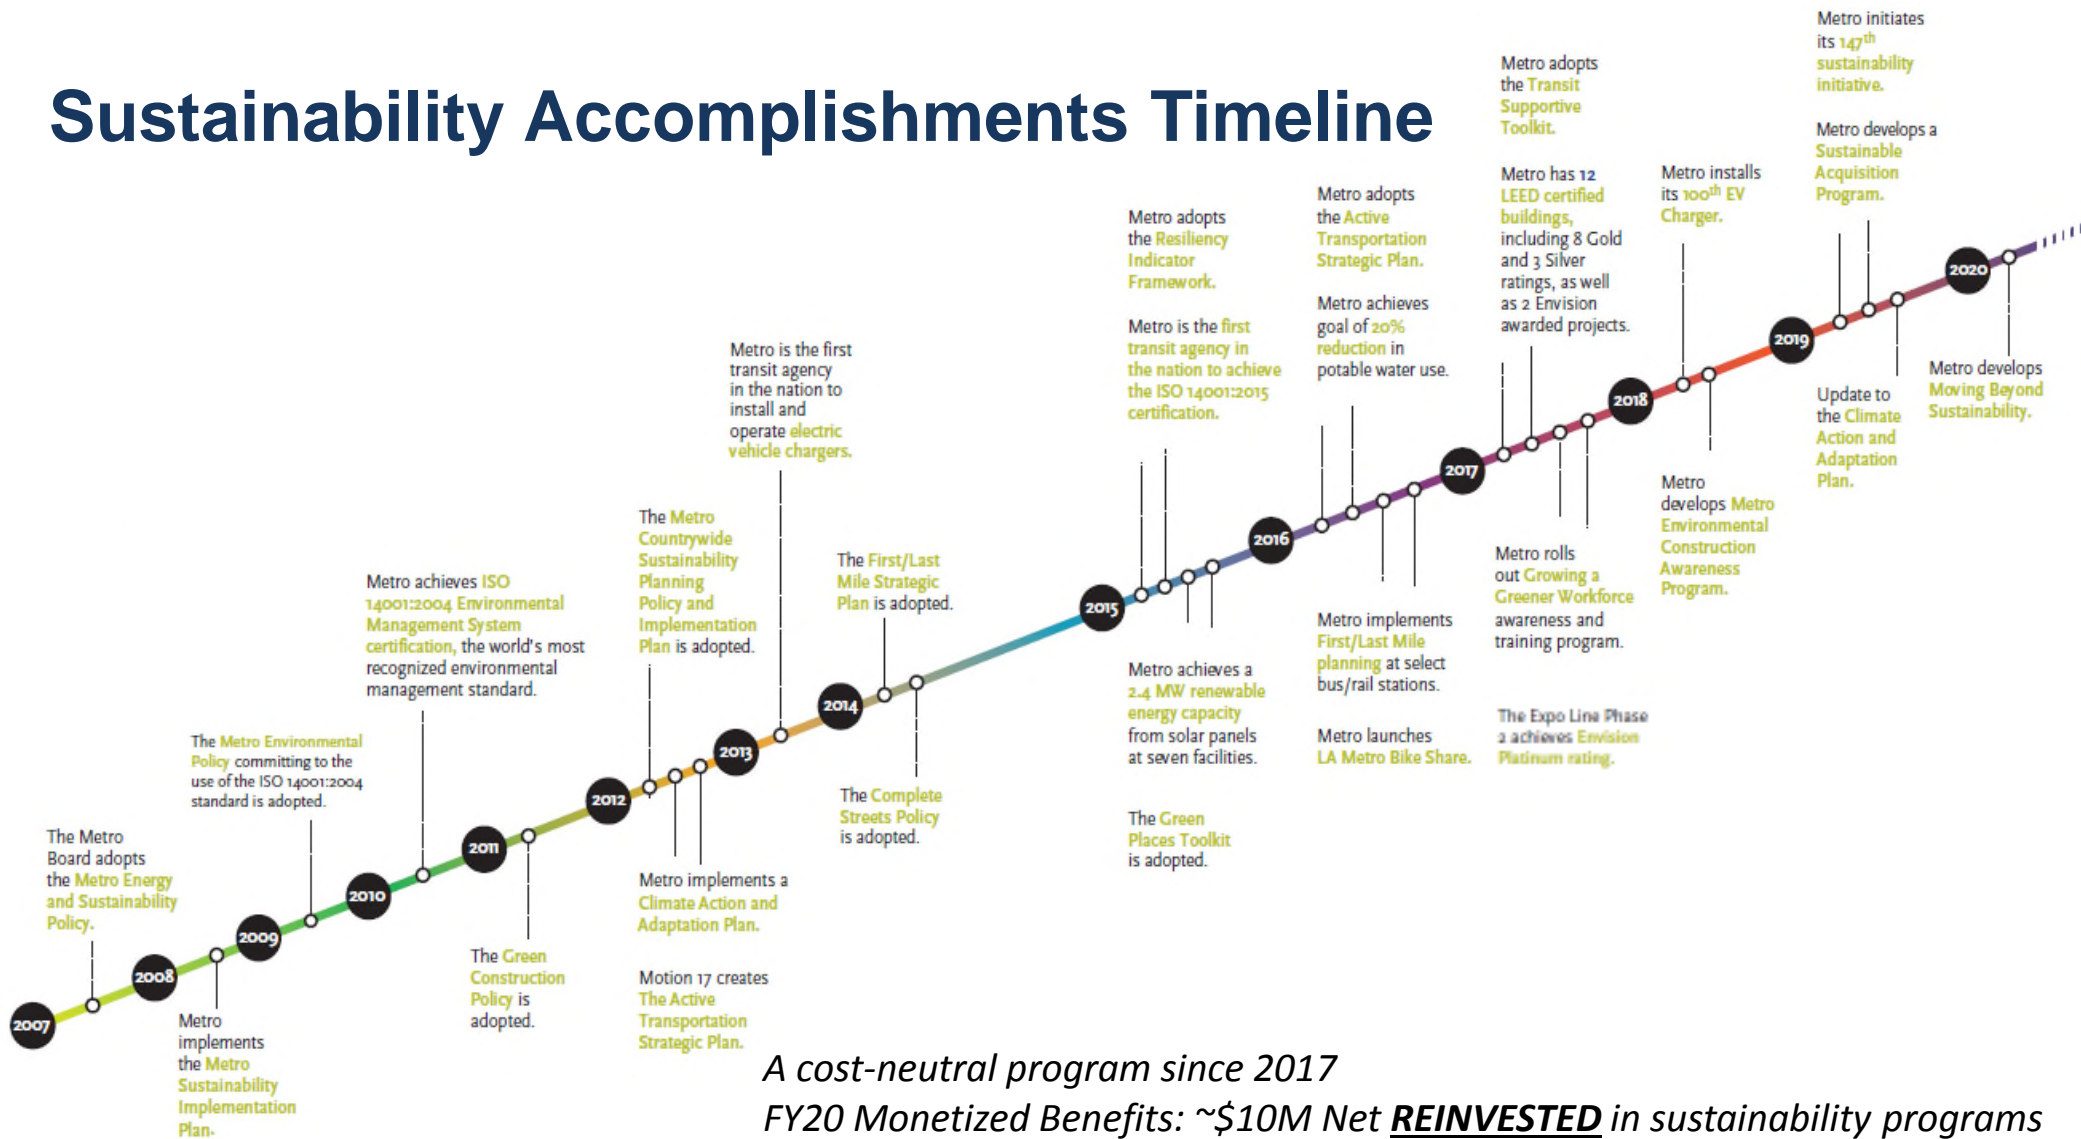 Sustainability Accomplishments Timeline
The Metro
Board adopts
the Metro Energy
and Sustainability
Policy.
Metro
implements
the Metro
Sustainability
Implementation
Plan.
The Metro Environmental
Policy committing to the
use of the ISO 14001:2004
standard is adopted.
Metro achieves ISO
14001:2004 Environmental
Management System
certification, the world's most
recognized environmental
management standard.
The Green
Construction
Policy is
adopted.
The Metro
Countrywide
Sustainability
Planning
Policy and
Implementation
Plan is adopted.
Metro implements a
Climate Action and
Adaptation Plan.
Motion 17 creates
The Active
Transportation
Strategic Plan.
Metro is the first
transit agency
in the nation to
install and
operate electric
vehicle chargers.
The First/Last
Mile Strategic
Plan is adopted.
The Complete
Streets Policy
is adopted.
Metro adopts
the Resiliency
Indicator
Framework.
Metro is the first
transit agency in
the nation to achieve
the ISO 14001:2015
certification.
Metro achieves a
2.4 MW renewable
energy capacity
from solar panels
at seven facilities.
The Green
Places Toolkit
is adopted.
Metro adopts
the Active
Transportation
Strategic Plan.
Metro achieves
goal of 20%
reduction in
potable water use.
Metro implements
First/Last Mile
planning at select
bus/rail stations.
Metro launches
LA Metro Bike Share.
Metro adopts
the Transit
Supportive
Toolkit.
Metro has 12
LEED certified
buildings,
including 8 Gold
and 3 Silver
ratings, as well
as 2 Envision
awarded projects.
Metro rolls
out Growing a
Greener Workforce
awareness and
training program.
The Expo Line Phase
2 achieves Envision
Platinum rating.
Metro installs
its 100th EV
Charger.
Metro
develops Metro
Environmental
Construction
Awareness
Program.
Metro initiates
its 147th
sustainability
initiative.
Metro develops a
Sustainable
Acquisition
Program.
Update to
the Climate
Action and
Adaptation
Plan.
Metro develops
Moving Beyond
Sustainability.
2007
2008
2009
2010
2011
2012
2013
2014
2015
2016
2017
2018
2019
2020
A cost-neutral program since 2017
FY20 Monetized Benefits: ~$10M Net REINVESTED in sustainability programs